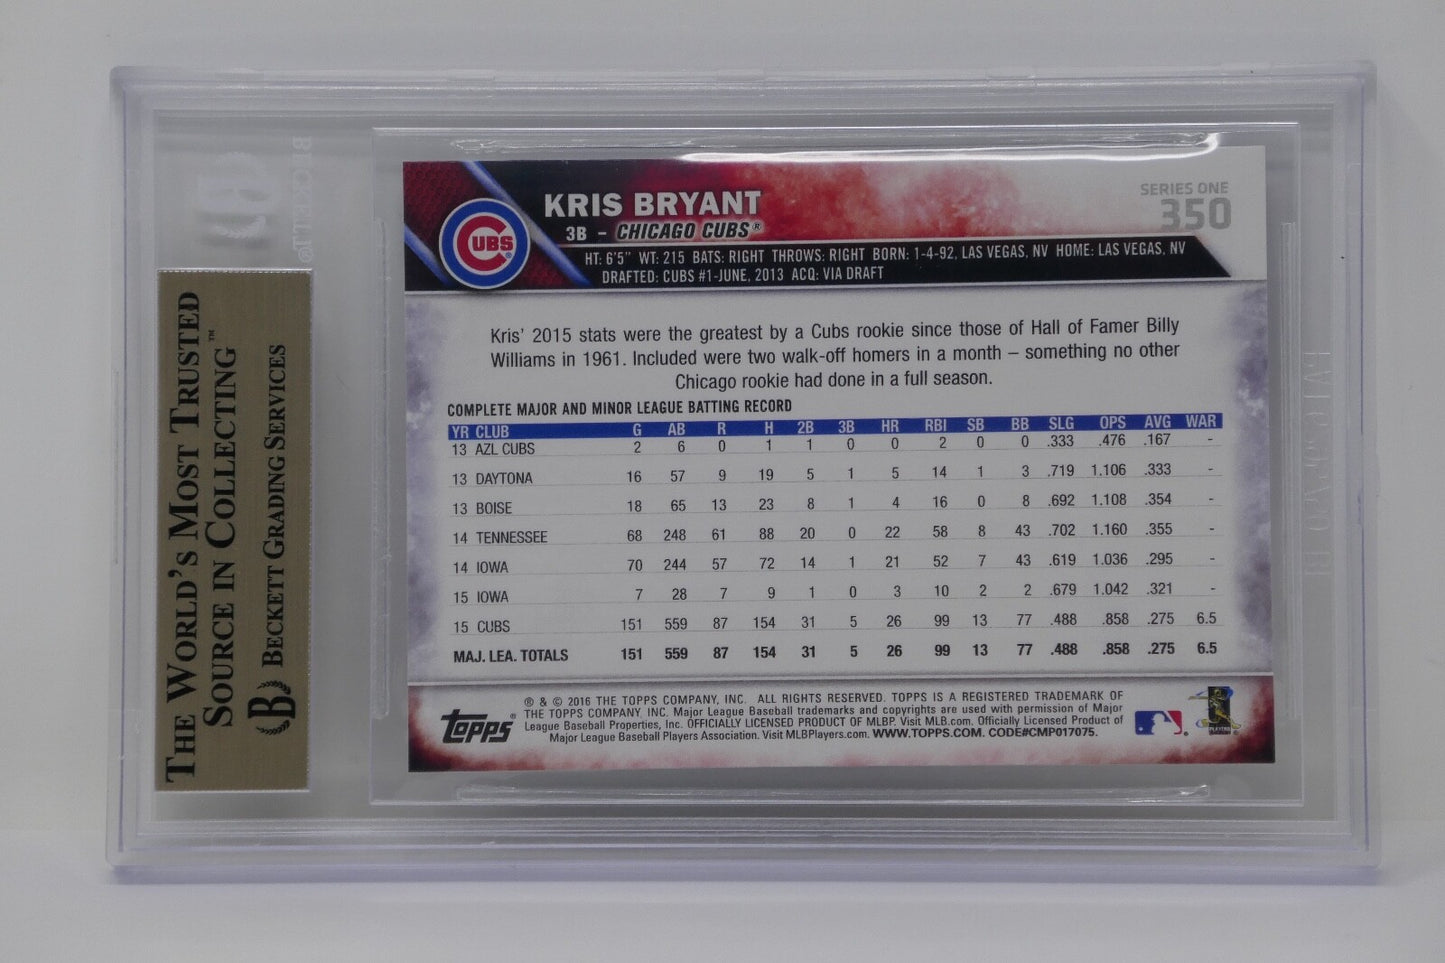 THE WORLD'S MOST TRUSTED
SOURCE IN COLLECTING™
B BECKETT GRADING SERVICES
BECKETT®
KRIS BRYANT
3B – CHICAGO CUBS®
CUBS
SERIES ONE
350
HT: 6'5" WT: 215 BATS: RIGHT THROWS: RIGHT BORN: 1-4-92, LAS VEGAS, NV HOME: LAS VEGAS, NV
DRAFTED: CUBS #1-JUNE, 2013 ACQ: VIA DRAFT
Kris' 2015 stats were the greatest by a Cubs rookie since those of Hall of Famer Billy
Williams in 1961. Included were two walk-off homers in a month – something no other
Chicago rookie had done in a full season.
COMPLETE MAJOR AND MINOR LEAGUE BATTING RECORD
YR CLUB G AB R H 2B 3B HR RBI SB BB SLG OPS AVG WAR
13 AZL CUBS 2 6 0 1 1 0 0 2 0 0 .333 .476 .167 -
13 DAYTONA 16 57 9 19 5 1 5 14 1 3 .719 1.106 .333 -
13 BOISE 18 65 13 23 8 1 4 16 0 8 .692 1.108 .354 -
14 TENNESSEE 68 248 61 88 20 0 22 58 8 43 .702 1.160 .355 -
14 IOWA 70 244 57 72 14 1 21 52 7 43 .619 1.036 .295 -
15 IOWA 7 28 7 9 1 0 3 10 2 2 .679 1.042 .321 -
15 CUBS 151 559 87 154 31 5 26 99 13 77 .488 .858 .275 6.5
MAJ. LEA. TOTALS 151 559 87 154 31 5 26 99 13 77 .488 .858 .275 6.5
Topps®
® & © 2016 THE TOPPS COMPANY, INC. ALL RIGHTS RESERVED. TOPPS IS A REGISTERED TRADEMARK OF
THE TOPPS COMPANY, INC. Major League Baseball trademarks and copyrights are used with permission of Major
League Baseball Properties, Inc. OFFICIALLY LICENSED PRODUCT OF MLBP. Visit MLB.com. Officially Licensed Product of
Major League Baseball Players Association. Visit MLBPlayers.com. WWW.TOPPS.COM. CODE#CMP017075.
PLAYERS